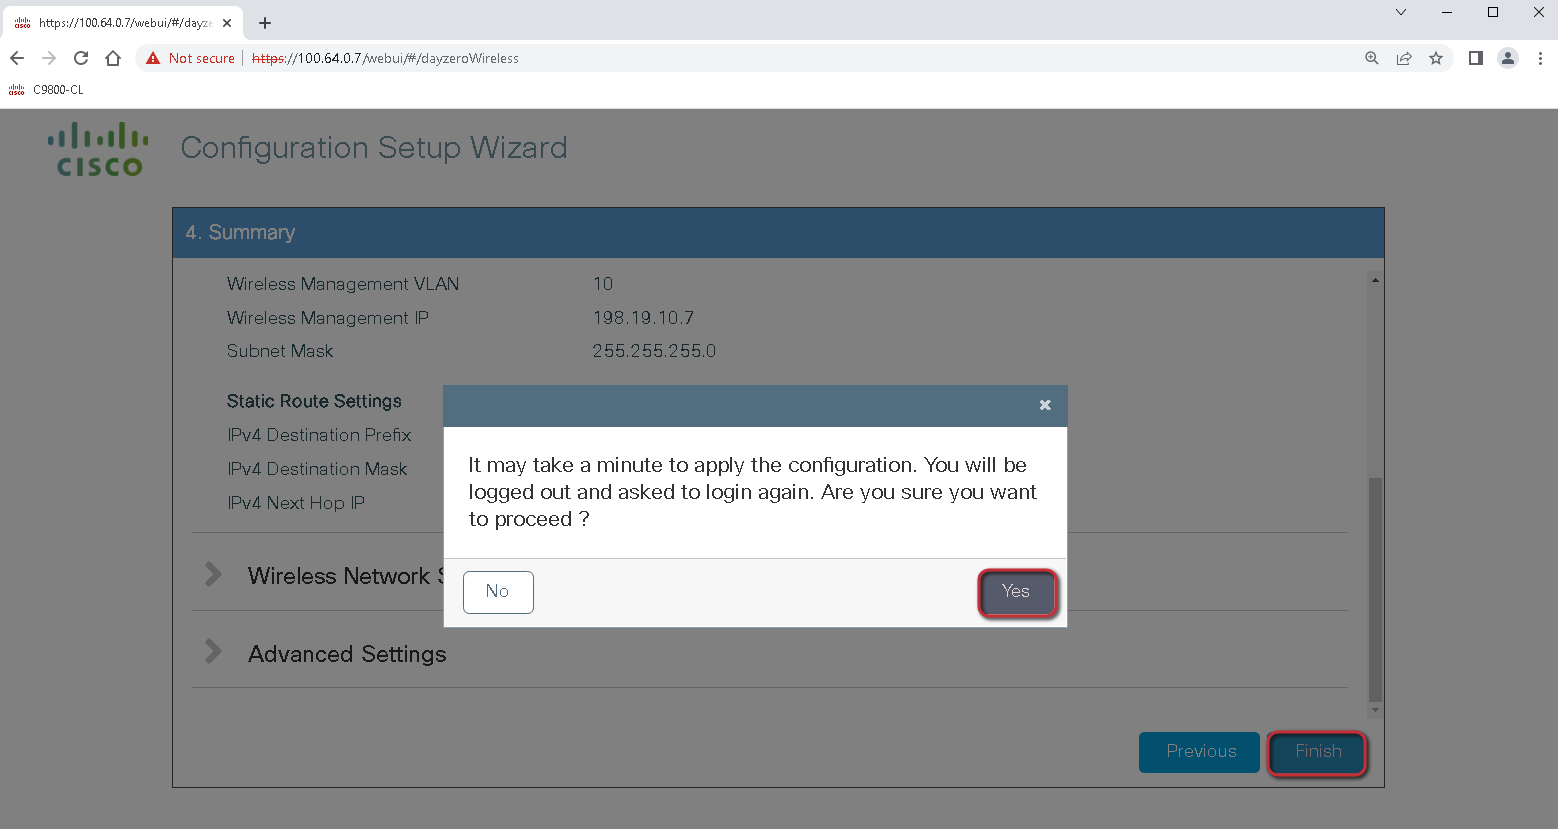 https://100.64.0.7/webui/#/dayze
Not secure
https://100.64.0.7/webui/#/dayzeroWireless
C9800-CL
CISCO
Configuration Setup Wizard
4. Summary
Wireless Management VLAN 10
Wireless Management IP 198.19.10.7
Subnet Mask 255.255.255.0
Static Route Settings
IPv4 Destination Prefix
IPv4 Destination Mask
IPv4 Next Hop IP
It may take a minute to apply the configuration. You will be
logged out and asked to login again. Are you sure you want
to proceed ?
No Yes
Wireless Network
Advanced Settings
Previous Finish